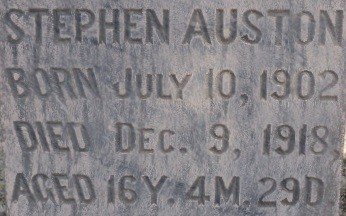 STEPHEN AUSTON
BORN JULY 10, 1902
DIED DEC. 9, 1918,
AGED 16Y. 4M. 29D.